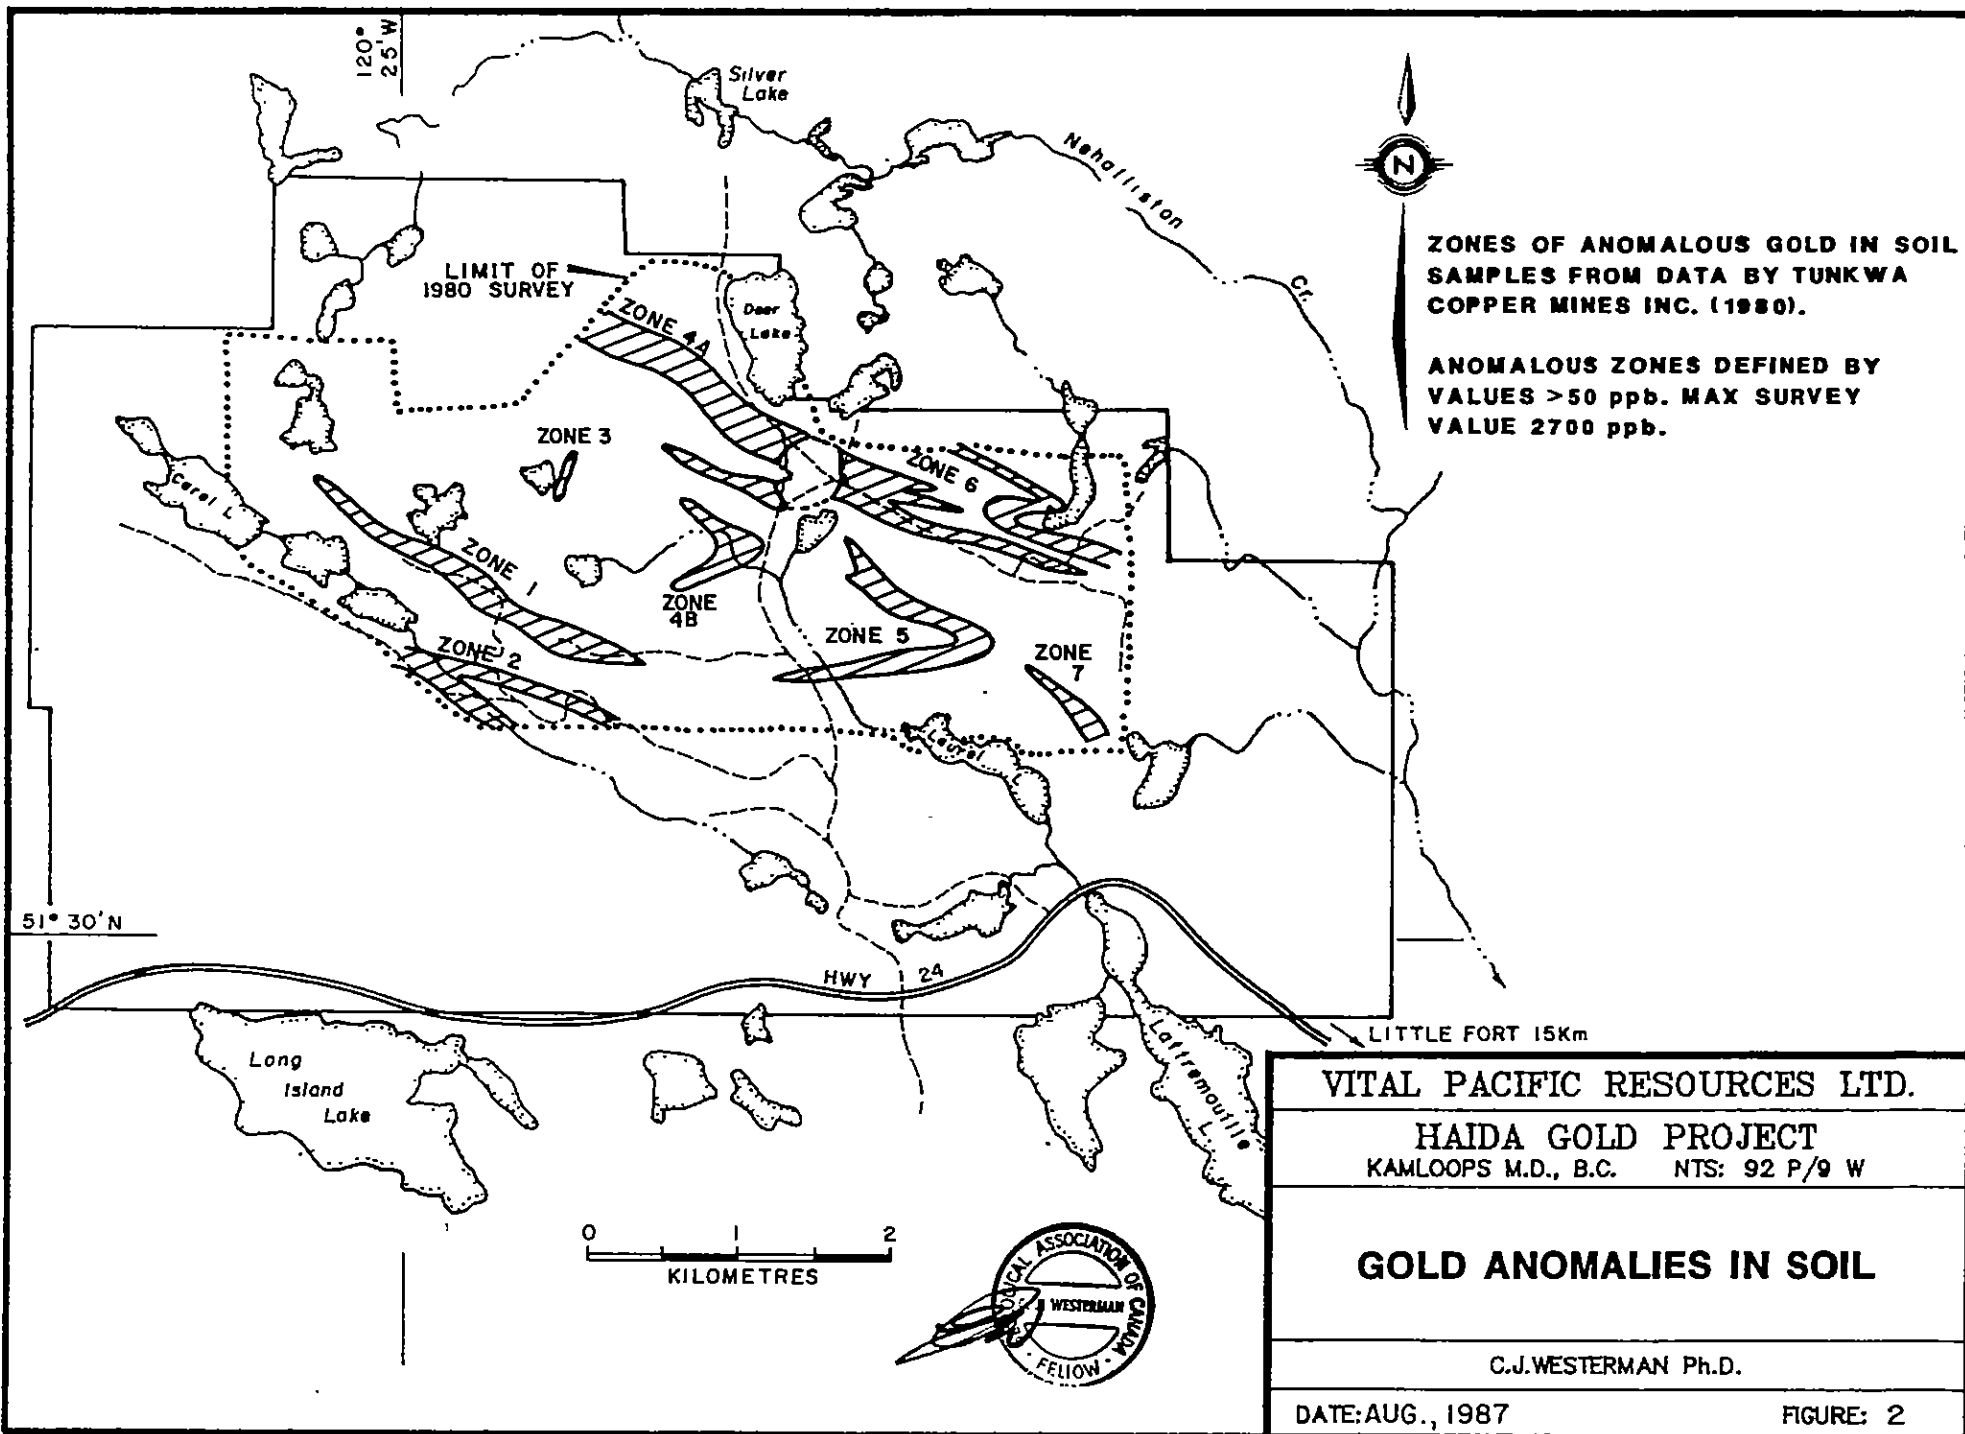 120°
25'W
Silver
Lake
Nehalliston
Cr.
N
ZONES OF ANOMALOUS GOLD IN SOIL
SAMPLES FROM DATA BY TUNKWA
COPPER MINES INC. (1980).
ANOMALOUS ZONES DEFINED BY
VALUES >50 ppb. MAX SURVEY
VALUE 2700 ppb.
LIMIT OF
1980 SURVEY
ZONE 4A
Deer
Lake
ZONE 3
ZONE 6
Carol L.
ZONE 1
ZONE
4B
ZONE 5
ZONE 2
ZONE
7
Laurel
51° 30'N
HWY 24
LITTLE FORT 15Km
Long
Island
Lake
Lattremouille
L.
0 1 2
KILOMETRES
ASSOCIATION OF CANADA
WESTERMAN
FELLOW
VITAL PACIFIC RESOURCES LTD.
HAIDA GOLD PROJECT
KAMLOOPS M.D., B.C. NTS: 92 P/9 W
GOLD ANOMALIES IN SOIL
C.J.WESTERMAN Ph.D.
DATE:AUG.,1987 FIGURE: 2